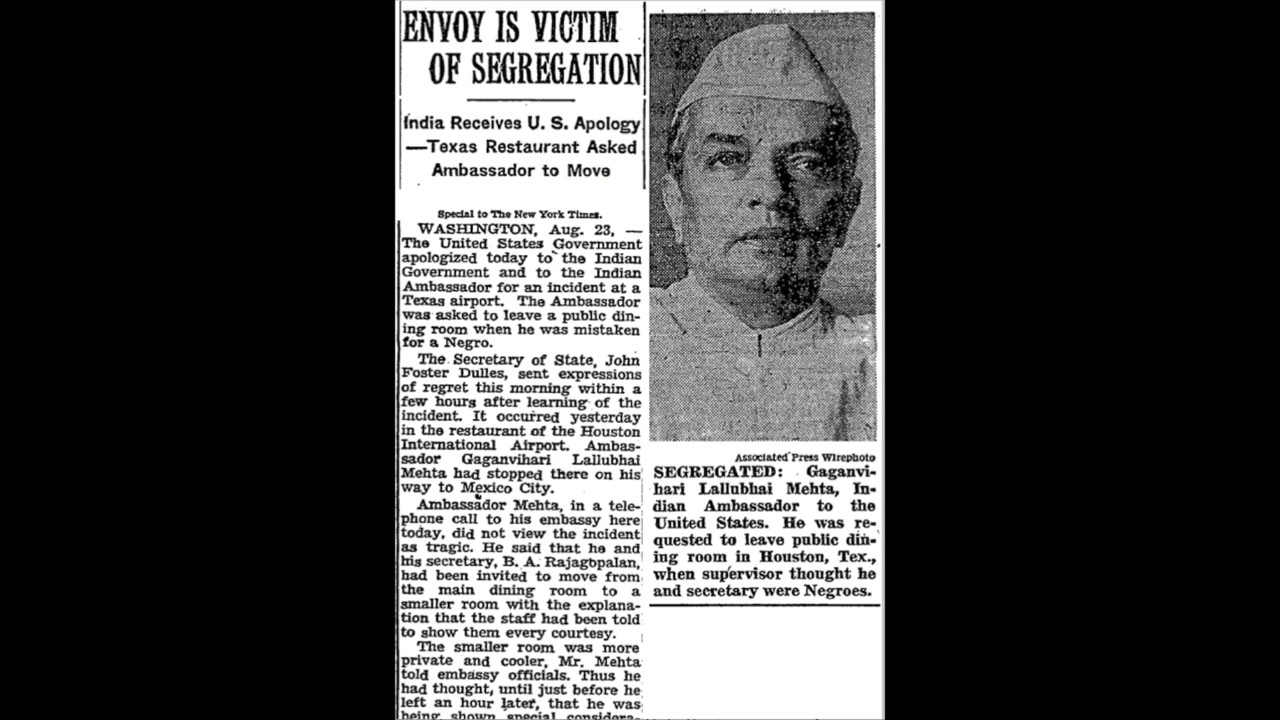 ENVOY IS VICTIM
OF SEGREGATION
India Receives U. S. Apology
—Texas Restaurant Asked
Ambassador to Move
Special to The New York Times.
WASHINGTON, Aug. 23, —
The United States Government
apologized today to the Indian
Government and to the Indian
Ambassador for an incident at a
Texas airport. The Ambassador
was asked to leave a public din-
ing room when he was mistaken
for a Negro.
The Secretary of State, John
Foster Dulles, sent expressions
of regret this morning within a
few hours after learning of the
incident. It occurred yesterday
in the restaurant of the Houston
International Airport. Ambas-
sador Gaganvihari Lallubhai
Mehta had stopped there on his
way to Mexico City.
Ambassador Mehta, in a tele-
phone call to his embassy here
today, did not view the incident
as tragic. He said that he and
his secretary, B. A. Rajagopalan,
had been invited to move from
the main dining room to a
smaller room with the explana-
tion that the staff had been told
to show them every courtesy.
The smaller room was more
private and cooler, Mr. Mehta
told embassy officials. Thus he
had thought, until just before he
left an hour later, that he was
being shown special considera-
Associated Press Wirephoto
SEGREGATED: Gaganvi-
hari Lallubhai Mehta, In-
dian Ambassador to the
United States. He was re-
quested to leave public din-
ing room in Houston, Tex.,
when supervisor thought he
and secretary were Negroes.